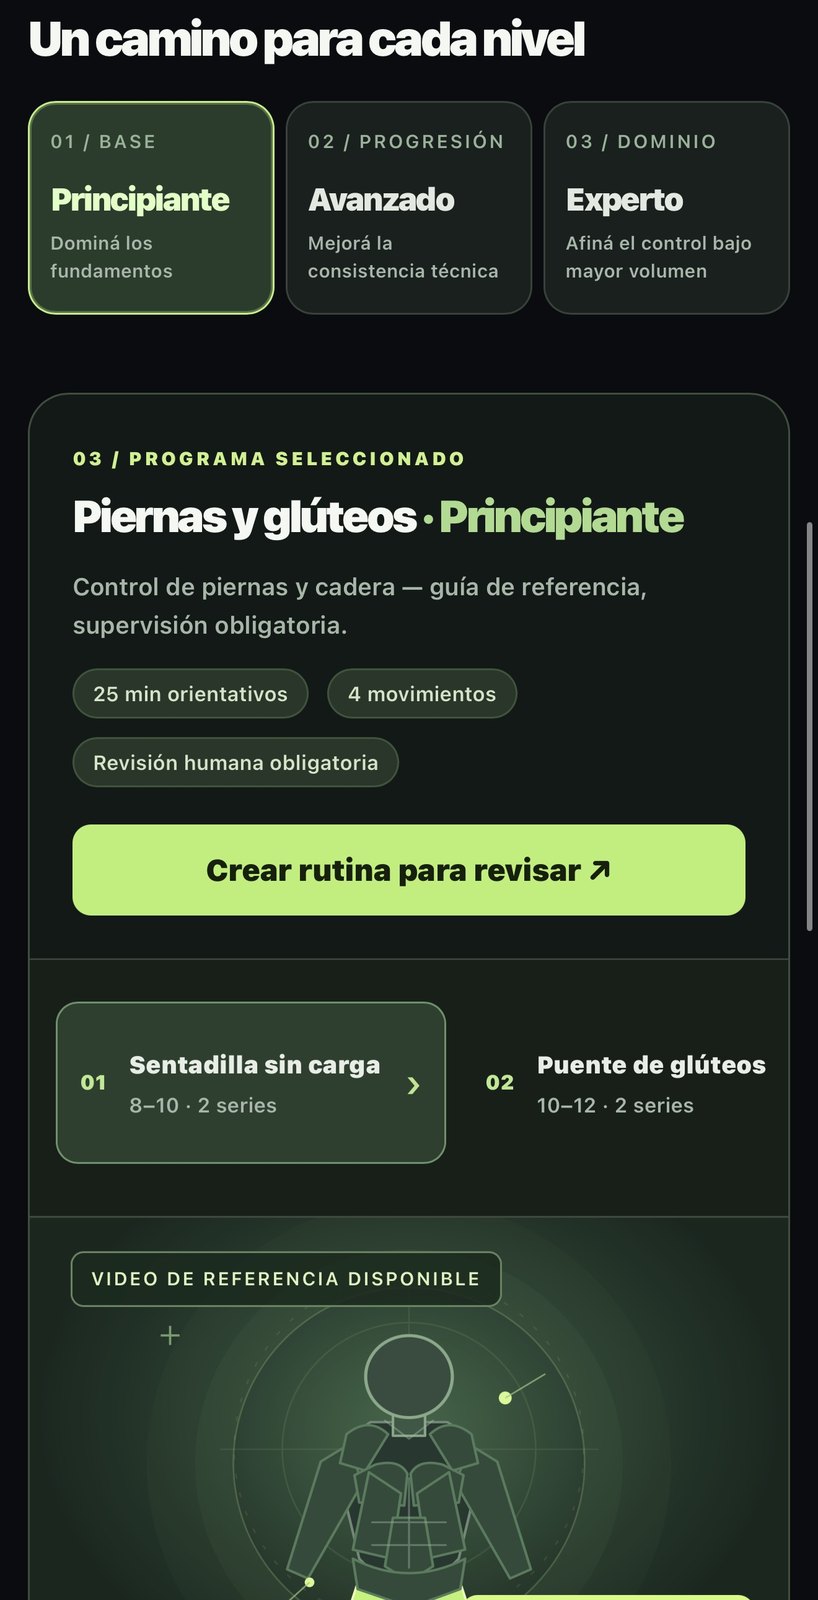 Un camino para cada nivel
01 / BASE
Principiante
Dominá los
fundamentos
02 / PROGRESIÓN
Avanzado
Mejorá la
consistencia técnica
03 / DOMINIO
Experto
Afiná el control bajo
mayor volumen
03 / PROGRAMA SELECCIONADO
Piernas y glúteos · Principiante
Control de piernas y cadera — guía de referencia,
supervisión obligatoria.
25 min orientativos
4 movimientos
Revisión humana obligatoria
Crear rutina para revisar ↗
01
Sentadilla sin carga
8–10 · 2 series
›
02
Puente de glúteos
10–12 · 2 series
VIDEO DE REFERENCIA DISPONIBLE